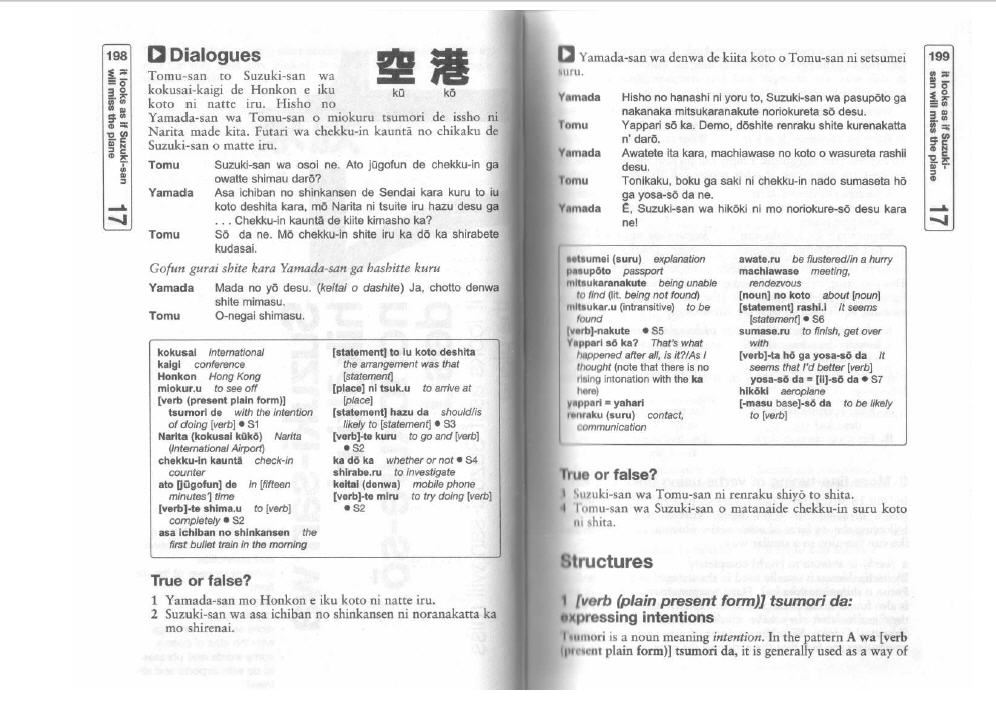 198
it looks as if Suzuki-san
will miss the plane
17
Dialogues
空 港
kū kō
Tomu-san to Suzuki-san wa
kokusai-kaigi de Honkon e iku
koto ni natte iru. Hisho no
Yamada-san wa Tomu-san o miokuru tsumori de issho ni
Narita made kita. Futari wa chekku-in kauntā no chikaku de
Suzuki-san o matte iru.
Tomu Suzuki-san wa osoi ne. Ato jūgofun de chekku-in ga
owatte shimau darō?
Yamada Asa ichiban no shinkansen de Sendai kara kuru to iu
koto deshita kara, mō Narita ni tsuite iru hazu desu ga
. . . Chekku-in kauntā de kiite kimasho ka?
Tomu Sō da ne. Mō chekku-in shite iru ka dō ka shirabete
kudasai.
Gofun gurai shite kara Yamada-san ga hashitte kuru
Yamada Mada no yō desu. (keitai o dashite) Ja, chotto denwa
shite mimasu.
Tomu O-negai shimasu.
kokusai international
kaigi conference
Honkon Hong Kong
miokur.u to see off
[verb (present plain form)]
tsumori de with the intention
of doing [verb] ● S1
Narita (kokusai kūkō) Narita
(International Airport)
chekku-in kauntā check-in
counter
ato [jūgofun] de in [fifteen
minutes'] time
[verb]-te shima.u to [verb]
completely ● S2
asa ichiban no shinkansen the
first bullet train in the morning
[statement] to iu koto deshita
the arrangement was that
[statement]
[place] ni tsuk.u to arrive at
[place]
[statement] hazu da should/is
likely to [statement] ● S3
[verb]-te kuru to go and [verb]
● S2
ka dō ka whether or not ● S4
shirabe.ru to investigate
keitai (denwa) mobile phone
[verb]-te miru to try doing [verb]
● S2
True or false?
1 Yamada-san mo Honkon e iku koto ni natte iru.
2 Suzuki-san wa asa ichiban no shinkansen ni noranakatta ka
mo shirenai.
199
it looks as if Suzuki-
san will miss the plane
17
Yamada-san wa denwa de kiita koto o Tomu-san ni setsumei
suru.
Yamada Hisho no hanashi ni yoru to, Suzuki-san wa pasupōto ga
nakanaka mitsukaranakute noriokureta sō desu.
Tomu Yappari sō ka. Demo, dōshite renraku shite kurenakatta
n' darō.
Yamada Awatete ita kara, machiawase no koto o wasureta rashii
desu.
Tomu Tonikaku, boku ga saki ni chekku-in nado sumaseta hō
ga yosa-sō da ne.
Yamada Ē, Suzuki-san wa hikōki ni mo noriokure-sō desu kara
ne!
setsumei (suru) explanation
pasupōto passport
mitsukaranakute being unable
to find (lit. being not found)
mitsukar.u (intransitive) to be
found
[verb]-nakute ● S5
Yappari sō ka? That's what
happened after all, is it?/As I
thought (note that there is no
rising intonation with the ka
here)
yappari = yahari
renraku (suru) contact,
communication
awate.ru be flustered/in a hurry
machiawase meeting,
rendezvous
[noun] no koto about [noun]
[statement] rashi.i it seems
[statement] ● S6
sumase.ru to finish, get over
with
[verb]-ta hō ga yosa-sō da it
seems that I'd better [verb]
yosa-sō da = [ii]-sō da ● S7
hikōki aeroplane
[-masu base]-sō da to be likely
to [verb]
True or false?
3 Suzuki-san wa Tomu-san ni renraku shiyō to shita.
4 Tomu-san wa Suzuki-san o matanaide chekku-in suru koto
ni shita.
Structures
1 [verb (plain present form)] tsumori da:
expressing intentions
Tsumori is a noun meaning intention. In the pattern A wa [verb
(present plain form)] tsumori da, it is generally used as a way of